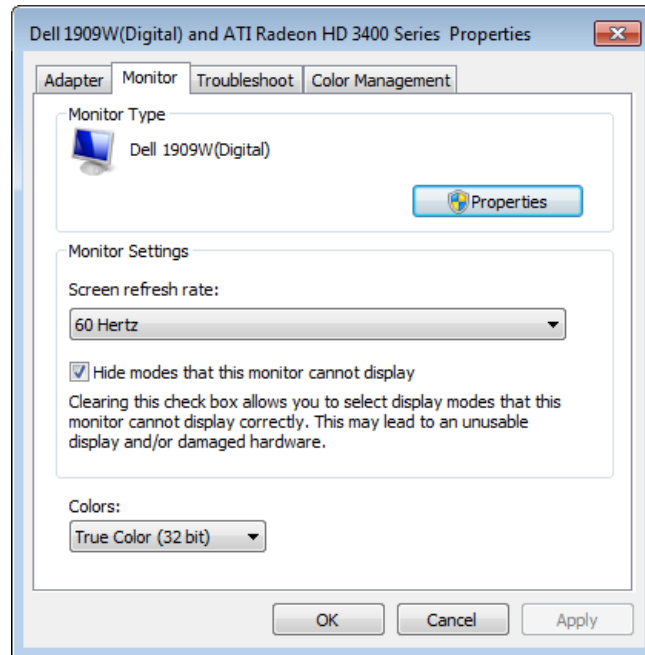 Dell 1909W(Digital) and ATI Radeon HD 3400 Series  Properties
Adapter Monitor Troubleshoot Color Management
Monitor Type
Dell 1909W(Digital)
Properties
Monitor Settings
Screen refresh rate:
60 Hertz
Hide modes that this monitor cannot display
Clearing this check box allows you to select display modes that this
monitor cannot display correctly. This may lead to an unusable
display and/or damaged hardware.
Colors:
True Color (32 bit)
OK Cancel Apply